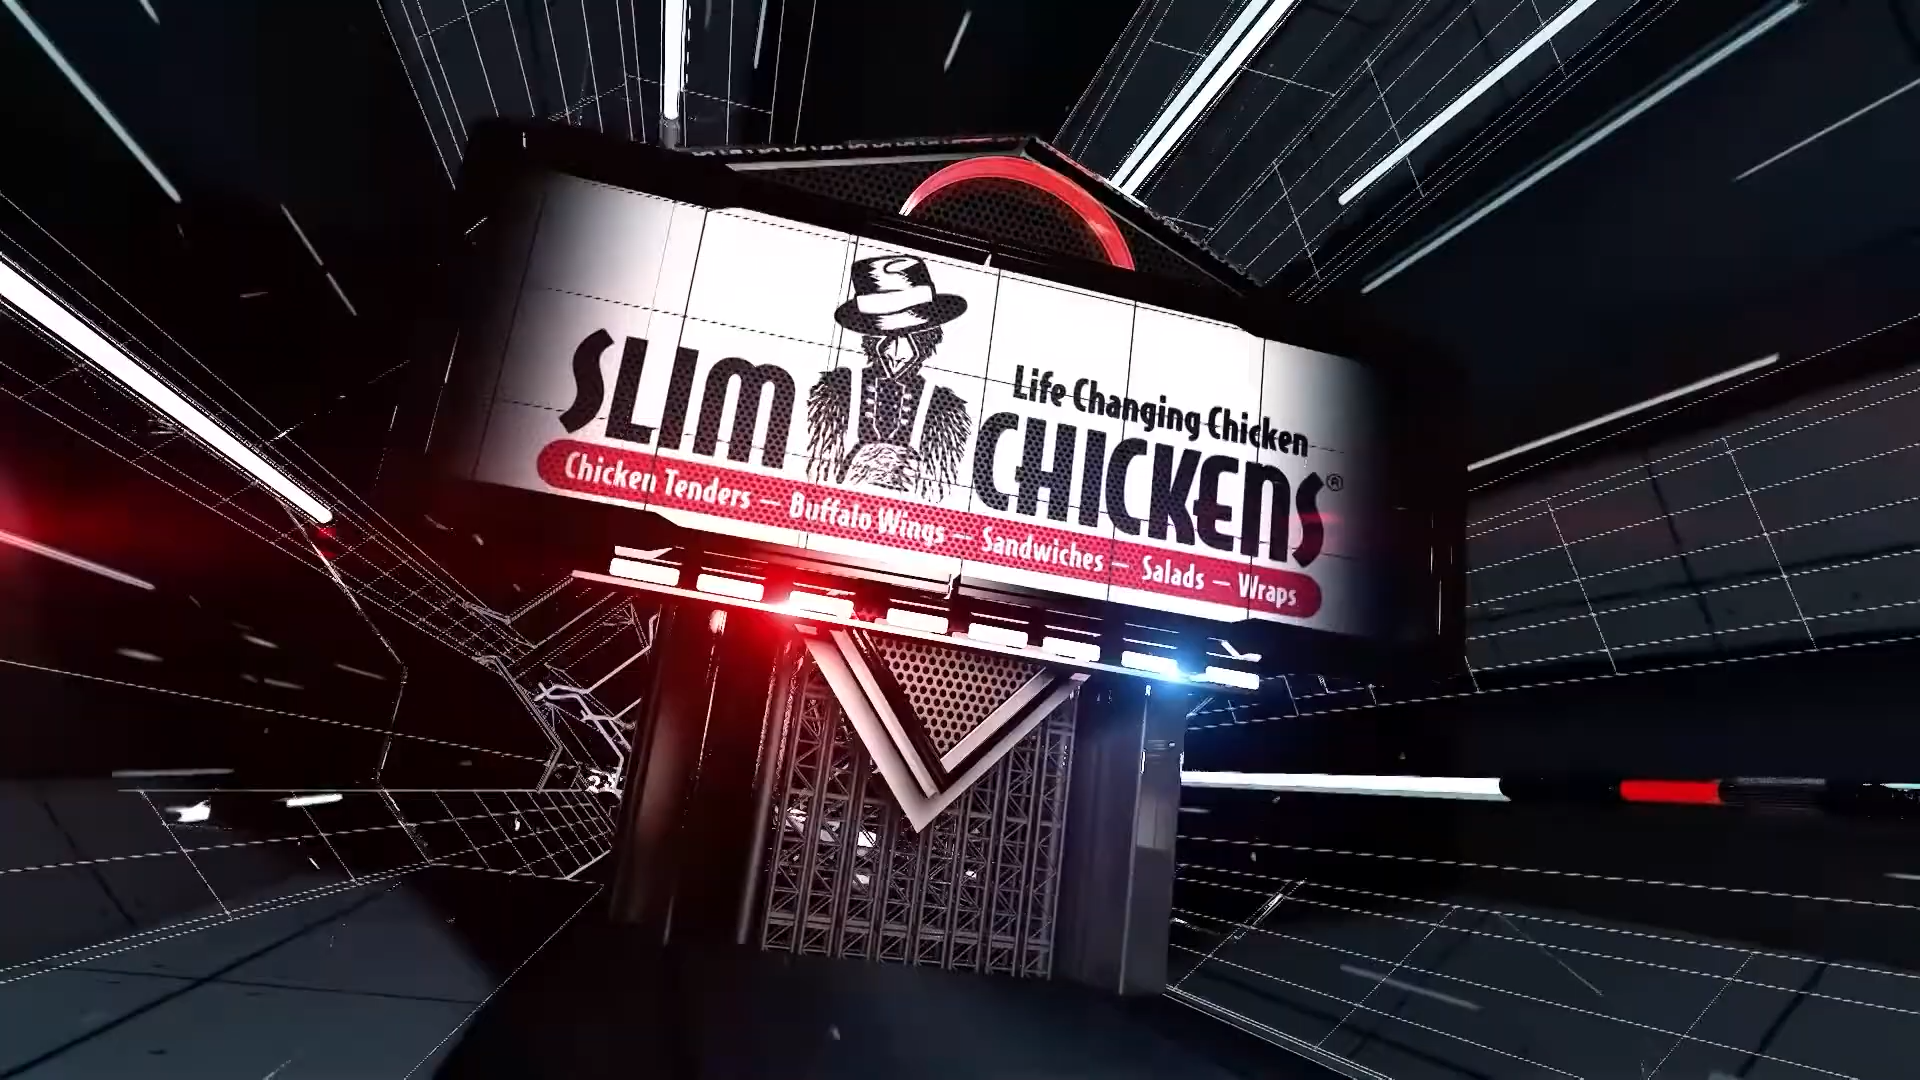 Life Changing Chicken
SLIM CHICKENS®
Chicken Tenders — Buffalo Wings — Sandwiches — Salads — Wraps